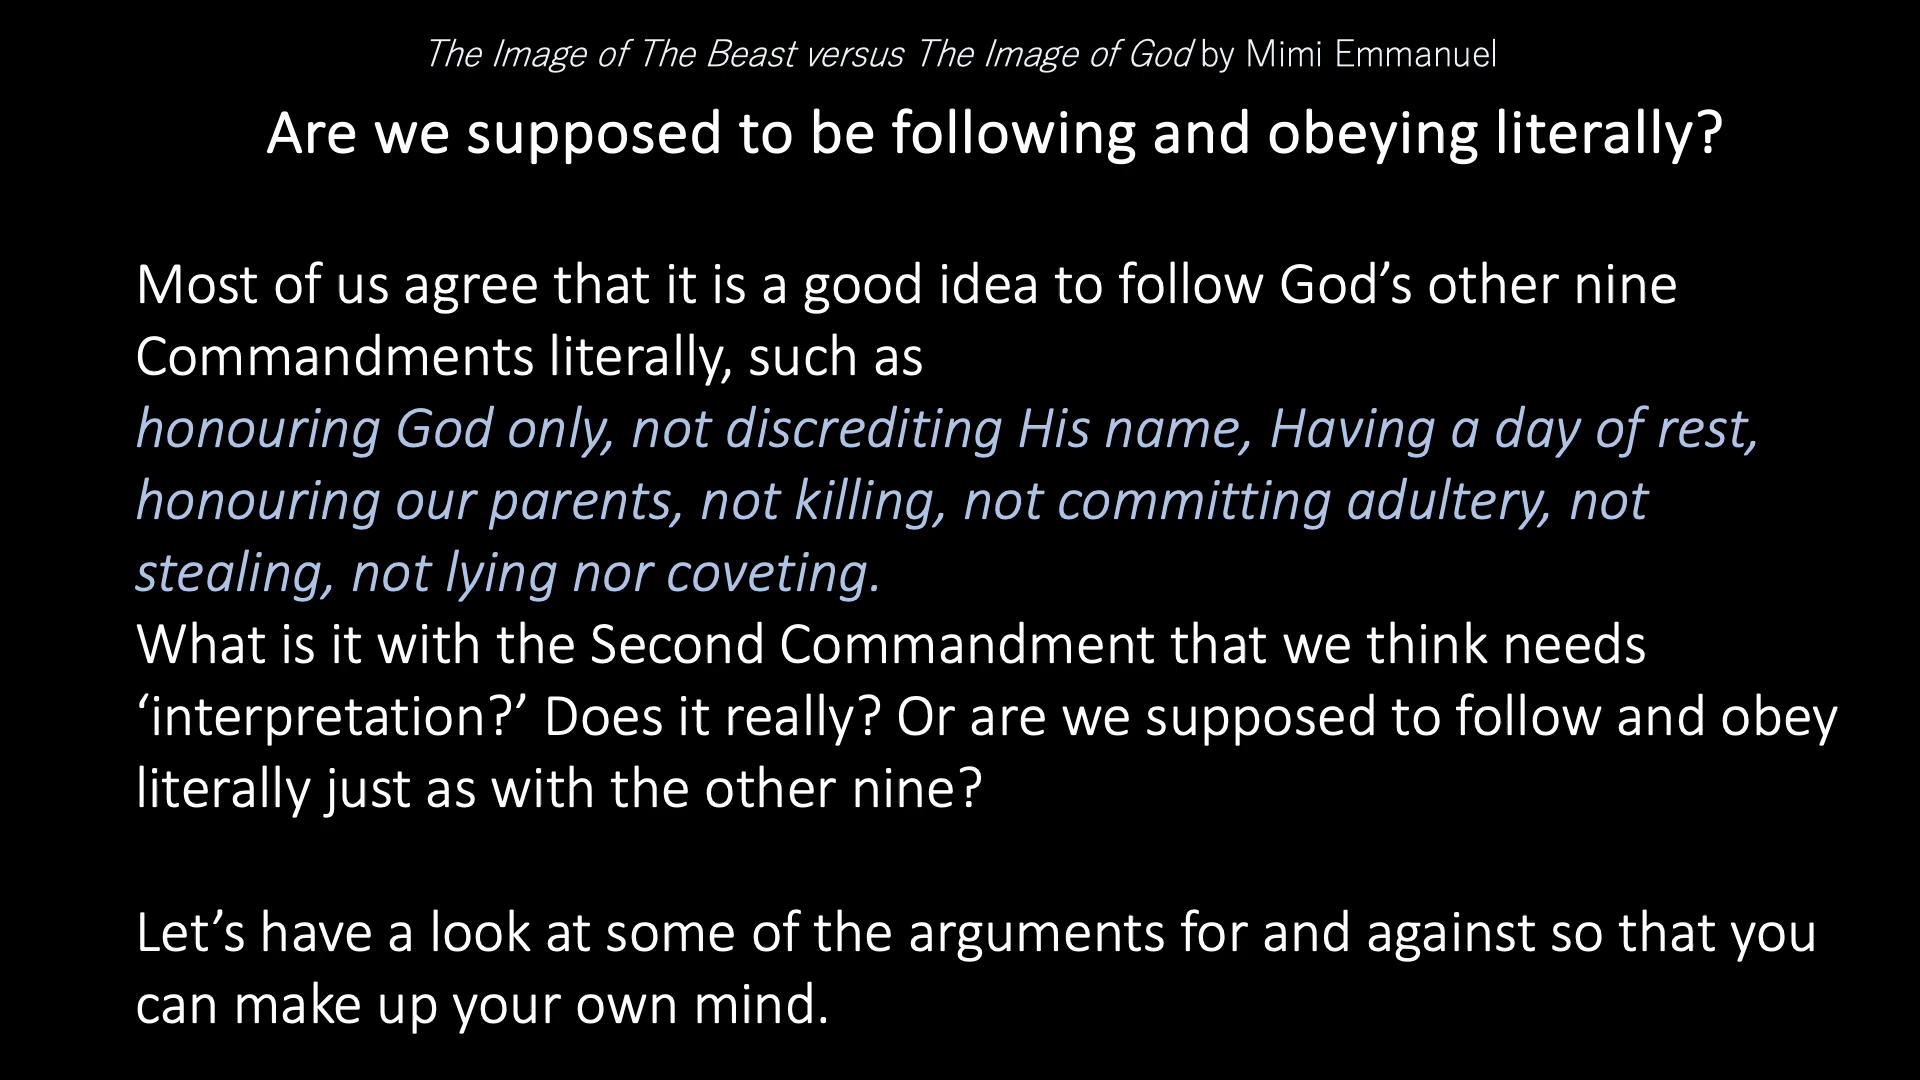 The Image of The Beast versus The Image of God by Mimi Emmanuel
Are we supposed to be following and obeying literally?
Most of us agree that it is a good idea to follow God’s other nine
Commandments literally, such as
honouring God only, not discrediting His name, Having a day of rest,
honouring our parents, not killing, not committing adultery, not
stealing, not lying nor coveting.
What is it with the Second Commandment that we think needs
‘interpretation?’ Does it really? Or are we supposed to follow and obey
literally just as with the other nine?
Let’s have a look at some of the arguments for and against so that you
can make up your own mind.